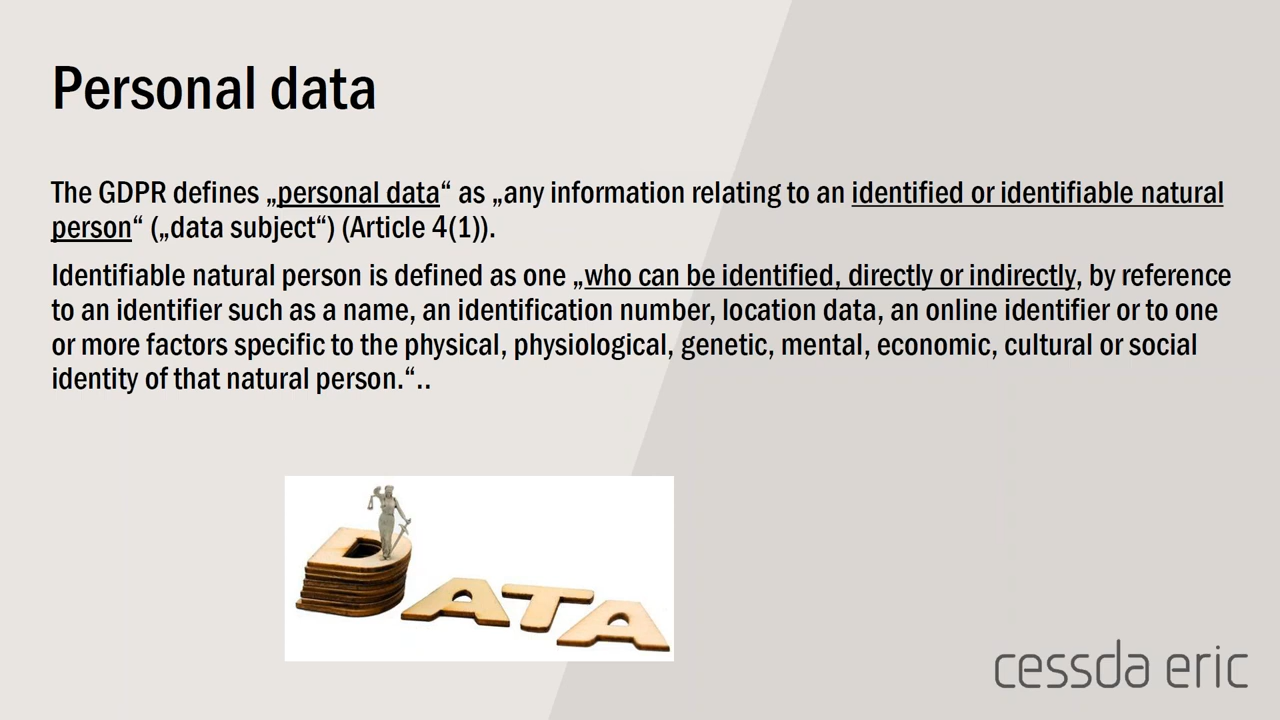 Personal data
The GDPR defines „personal data“ as „any information relating to an identified or identifiable natural
person“ („data subject“) (Article 4(1)).
Identifiable natural person is defined as one „who can be identified, directly or indirectly, by reference
to an identifier such as a name, an identification number, location data, an online identifier or to one
or more factors specific to the physical, physiological, genetic, mental, economic, cultural or social
identity of that natural person.“..
DATA
cessda eric